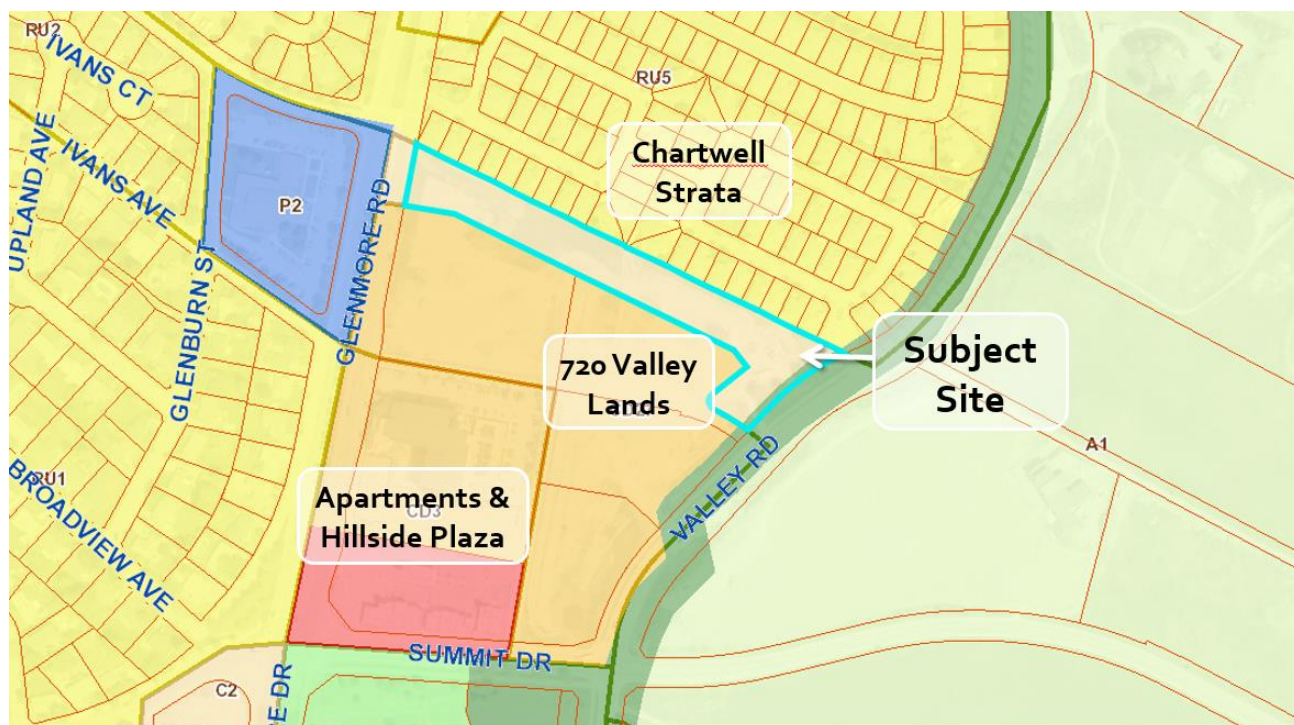 RU2
IVANS CT
RU5
UPLAND AVE
IVANS AVE
Chartwell
Strata
P2
GLENMORE RD
GLENBURN ST
Subject
Site
720 Valley
Lands
A1
VALLEY RD
RU1
BROADVIEW AVE
Apartments &
Hillside Plaza
CD3
SUMMIT DR
C2
E DR